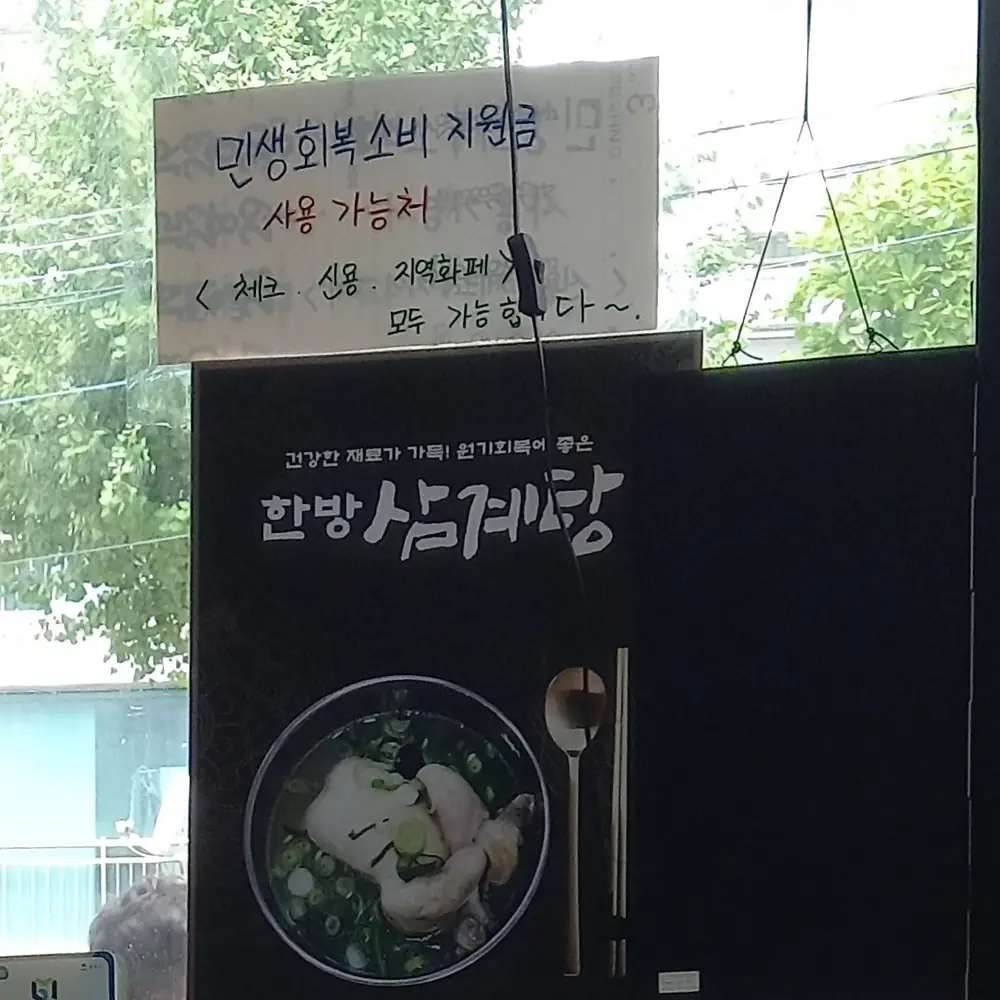 민생회복소비 지원금
사용 가능처
< 체크 . 신용 . 지역화페 >
모두 가능합니다 ~.
건강한 재료가 가득! 원기회복에 좋은
한방삼계탕